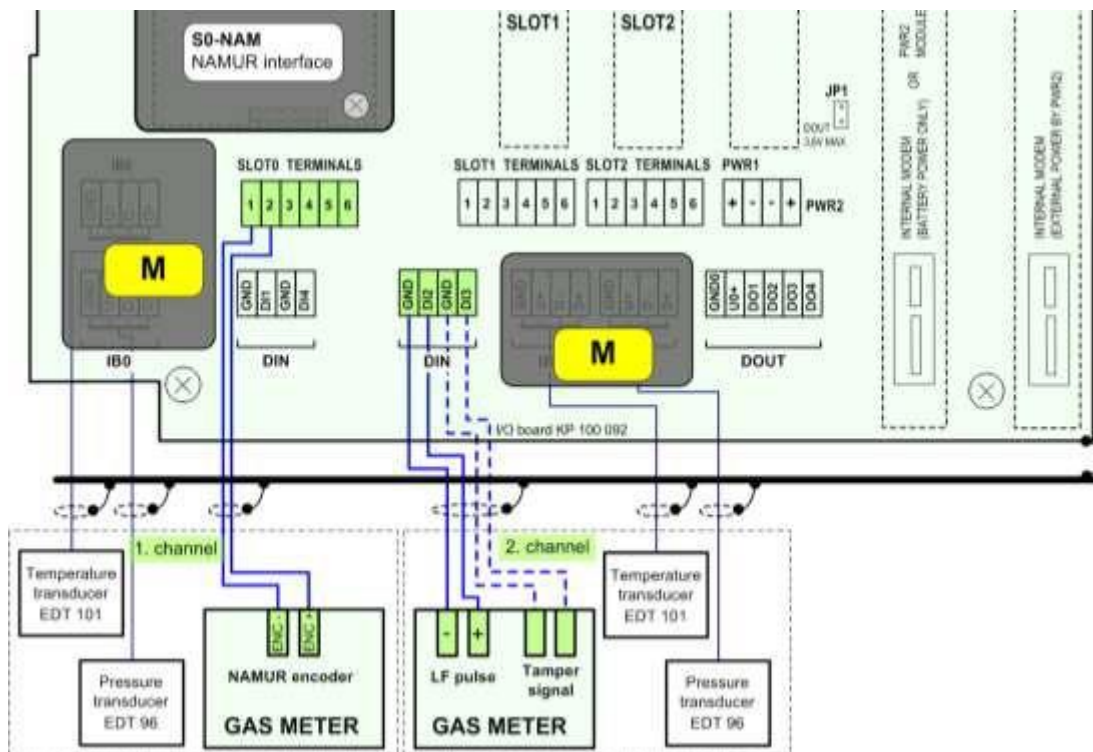 SLOT1
SLOT2
S0-NAM
NAMUR interface
PWR2
MODULE
OR
INTERNAL MODEM
(BATTERY POWER ONLY)
INTERNAL MODEM
(EXTERNAL POWER BY PWR2)
JP1
DOUT
3,6V MAX
IB0
SLOT0 TERMINALS
SLOT1 TERMINALS
SLOT2 TERMINALS
PWR1
1 2 3 4 5 6
1 2 3 4 5 6
1 2 3 4 5 6
+ - - +
PWR2
M
GND DI1 GND DI4
GND DI2 GND DI3
M
GND0 U0+ DO1 DO2 DO3 DO4
IB0
DIN
DIN
DOUT
I/O board KP 100 092
1. channel
2. channel
Temperature
transducer
EDT 101
Pressure
transducer
EDT 96
ENC -
ENC +
NAMUR encoder
GAS METER
- +
LF pulse
Tamper
signal
GAS METER
Temperature
transducer
EDT 101
Pressure
transducer
EDT 96